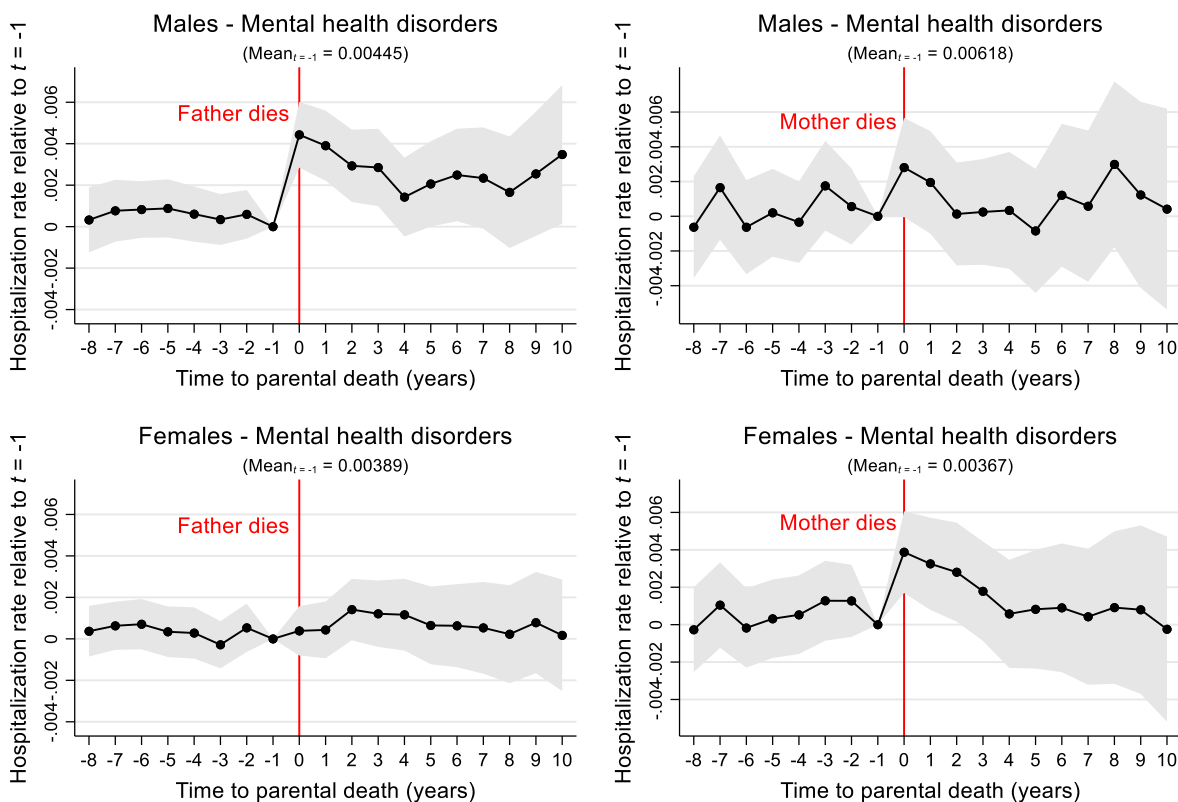 Males - Mental health disorders
(Mean t = -1 = 0.00445)
Hospitalization rate relative to t = -1
.006
.004
.002
0
-.002
-.004
Father dies
-8 -7 -6 -5 -4 -3 -2 -1 0 1 2 3 4 5 6 7 8 9 10
Time to parental death (years)
Males - Mental health disorders
(Mean t = -1 = 0.00618)
Hospitalization rate relative to t = -1
.006
.004
.002
0
-.002
-.004
Mother dies
-8 -7 -6 -5 -4 -3 -2 -1 0 1 2 3 4 5 6 7 8 9 10
Time to parental death (years)
Females - Mental health disorders
(Mean t = -1 = 0.00389)
Hospitalization rate relative to t = -1
.006
.004
.002
0
-.002
-.004
Father dies
-8 -7 -6 -5 -4 -3 -2 -1 0 1 2 3 4 5 6 7 8 9 10
Time to parental death (years)
Females - Mental health disorders
(Mean t = -1 = 0.00367)
Hospitalization rate relative to t = -1
.006
.004
.002
0
-.002
-.004
Mother dies
-8 -7 -6 -5 -4 -3 -2 -1 0 1 2 3 4 5 6 7 8 9 10
Time to parental death (years)